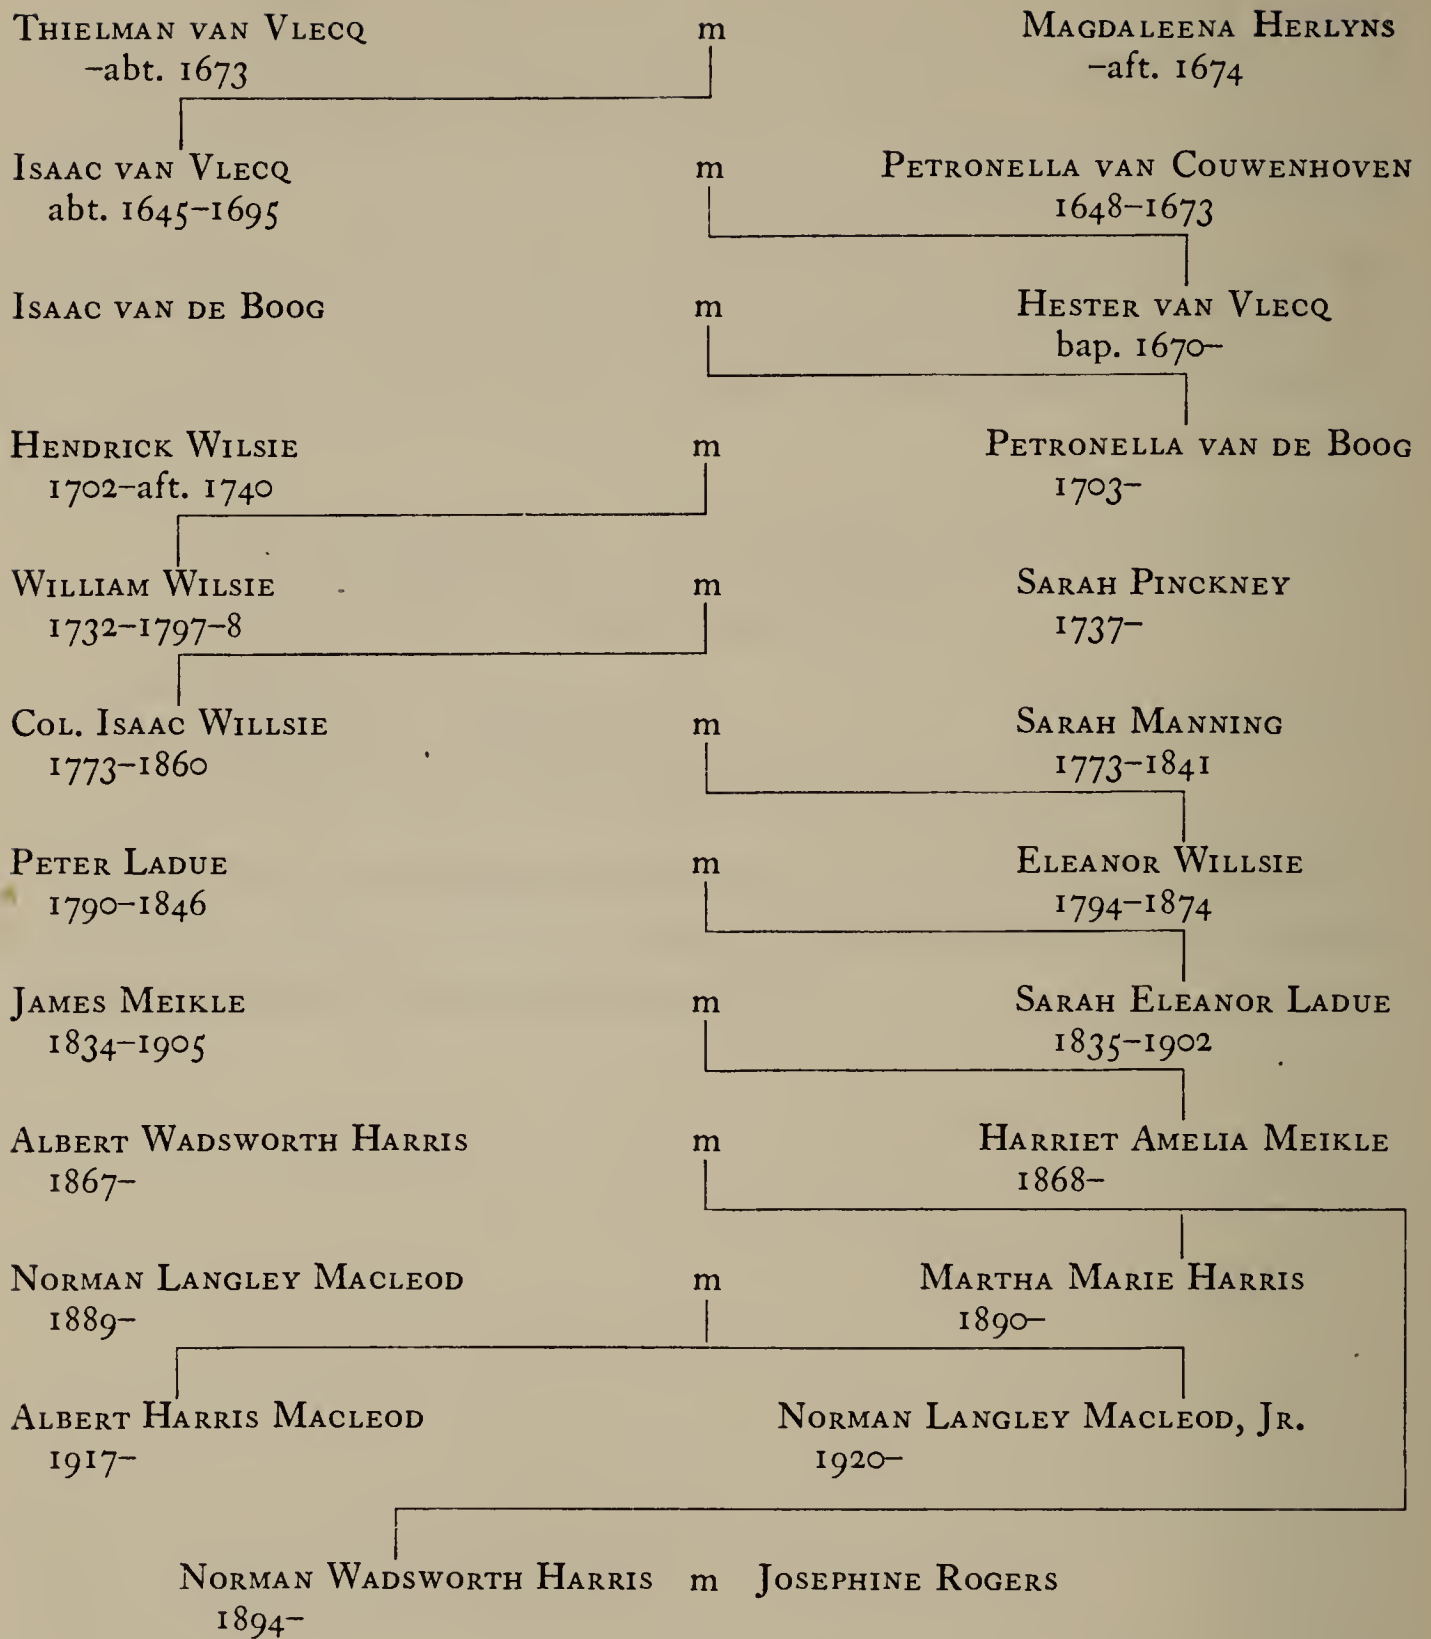 Thielman van Vlecq m Magdaleena Herlyns
–abt. 1673 –aft. 1674
Isaac van Vlecq m Petronella van Couwenhoven
abt. 1645–1695 1648–1673
Isaac van de Boog m Hester van Vlecq
bap. 1670–
Hendrick Wilsie m Petronella van de Boog
1702–aft. 1740 1703–
William Wilsie m Sarah Pinckney
1732–1797–8 1737–
Col. Isaac Willsie m Sarah Manning
1773–1860 1773–1841
Peter Ladue m Eleanor Willsie
1790–1846 1794–1874
James Meikle m Sarah Eleanor Ladue
1834–1905 1835–1902
Albert Wadsworth Harris m Harriet Amelia Meikle
1867– 1868–
Norman Langley Macleod m Martha Marie Harris
1889– 1890–
Albert Harris Macleod Norman Langley Macleod, Jr.
1917– 1920–
Norman Wadsworth Harris m Josephine Rogers
1894–